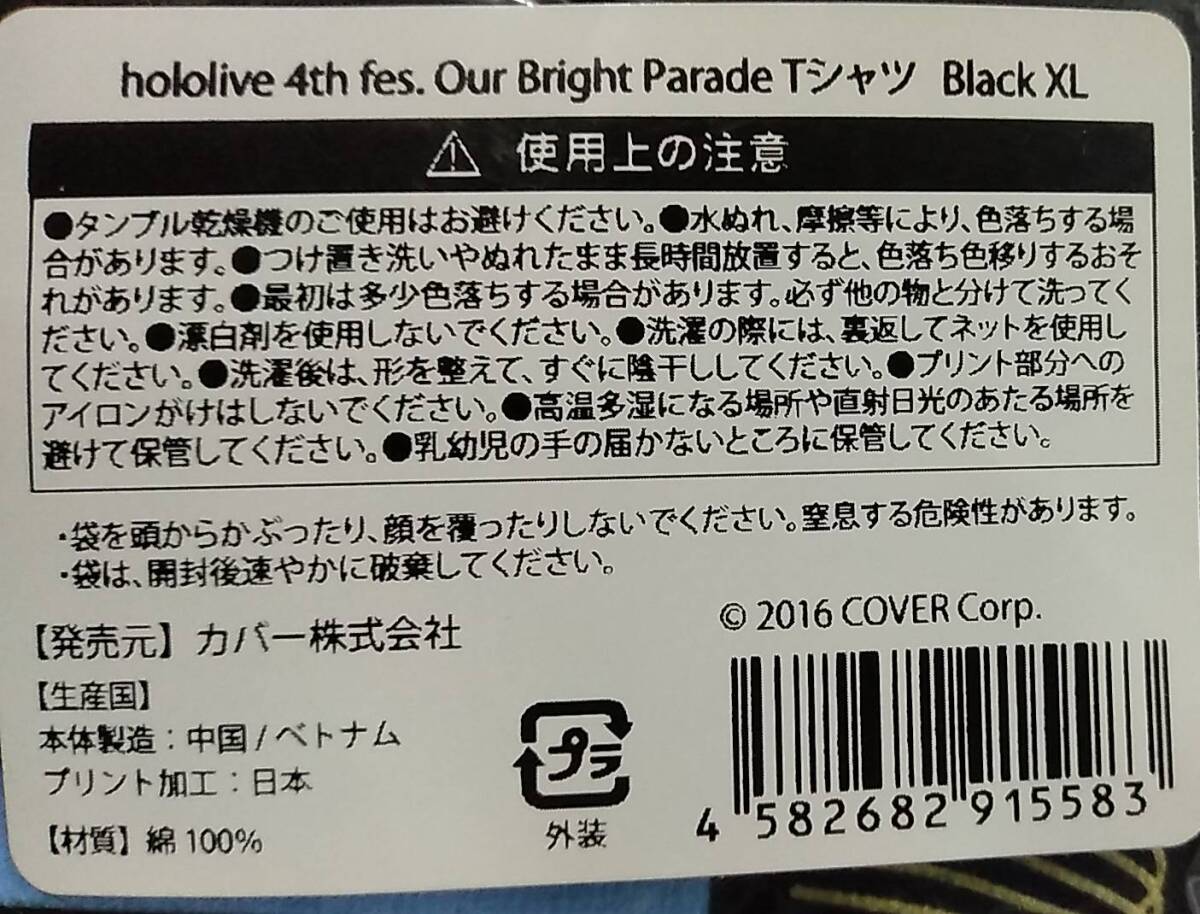 hololive 4th fes. Our Bright Parade Tシャツ Black XL
使用上の注意
●タンブル乾燥機のご使用はお避けください。●水ぬれ、摩擦等により、色落ちする場
合があります。●つけ置き洗いやぬれたまま長時間放置すると、色落ち色移りするおそ
れがあります。●最初は多少色落ちする場合があります。必ず他の物と分けて洗ってく
ださい。●漂白剤を使用しないでください。●洗濯の際には、裏返してネットを使用し
てください。●洗濯後は、形を整えて、すぐに陰干ししてください。●プリント部分への
アイロンがけはしないでください。●高温多湿になる場所や直射日光のあたる場所を
避けて保管してください。●乳幼児の手の届かないところに保管してください。
・袋を頭からかぶったり、顔を覆ったりしないでください。窒息する危険性があります。
・袋は、開封後速やかに破棄してください。
© 2016 COVER Corp.
【発売元】カバー株式会社
【生産国】
本体製造：中国/ベトナム
プリント加工：日本
【材質】綿100%
プラ
外装
4 582682 915583